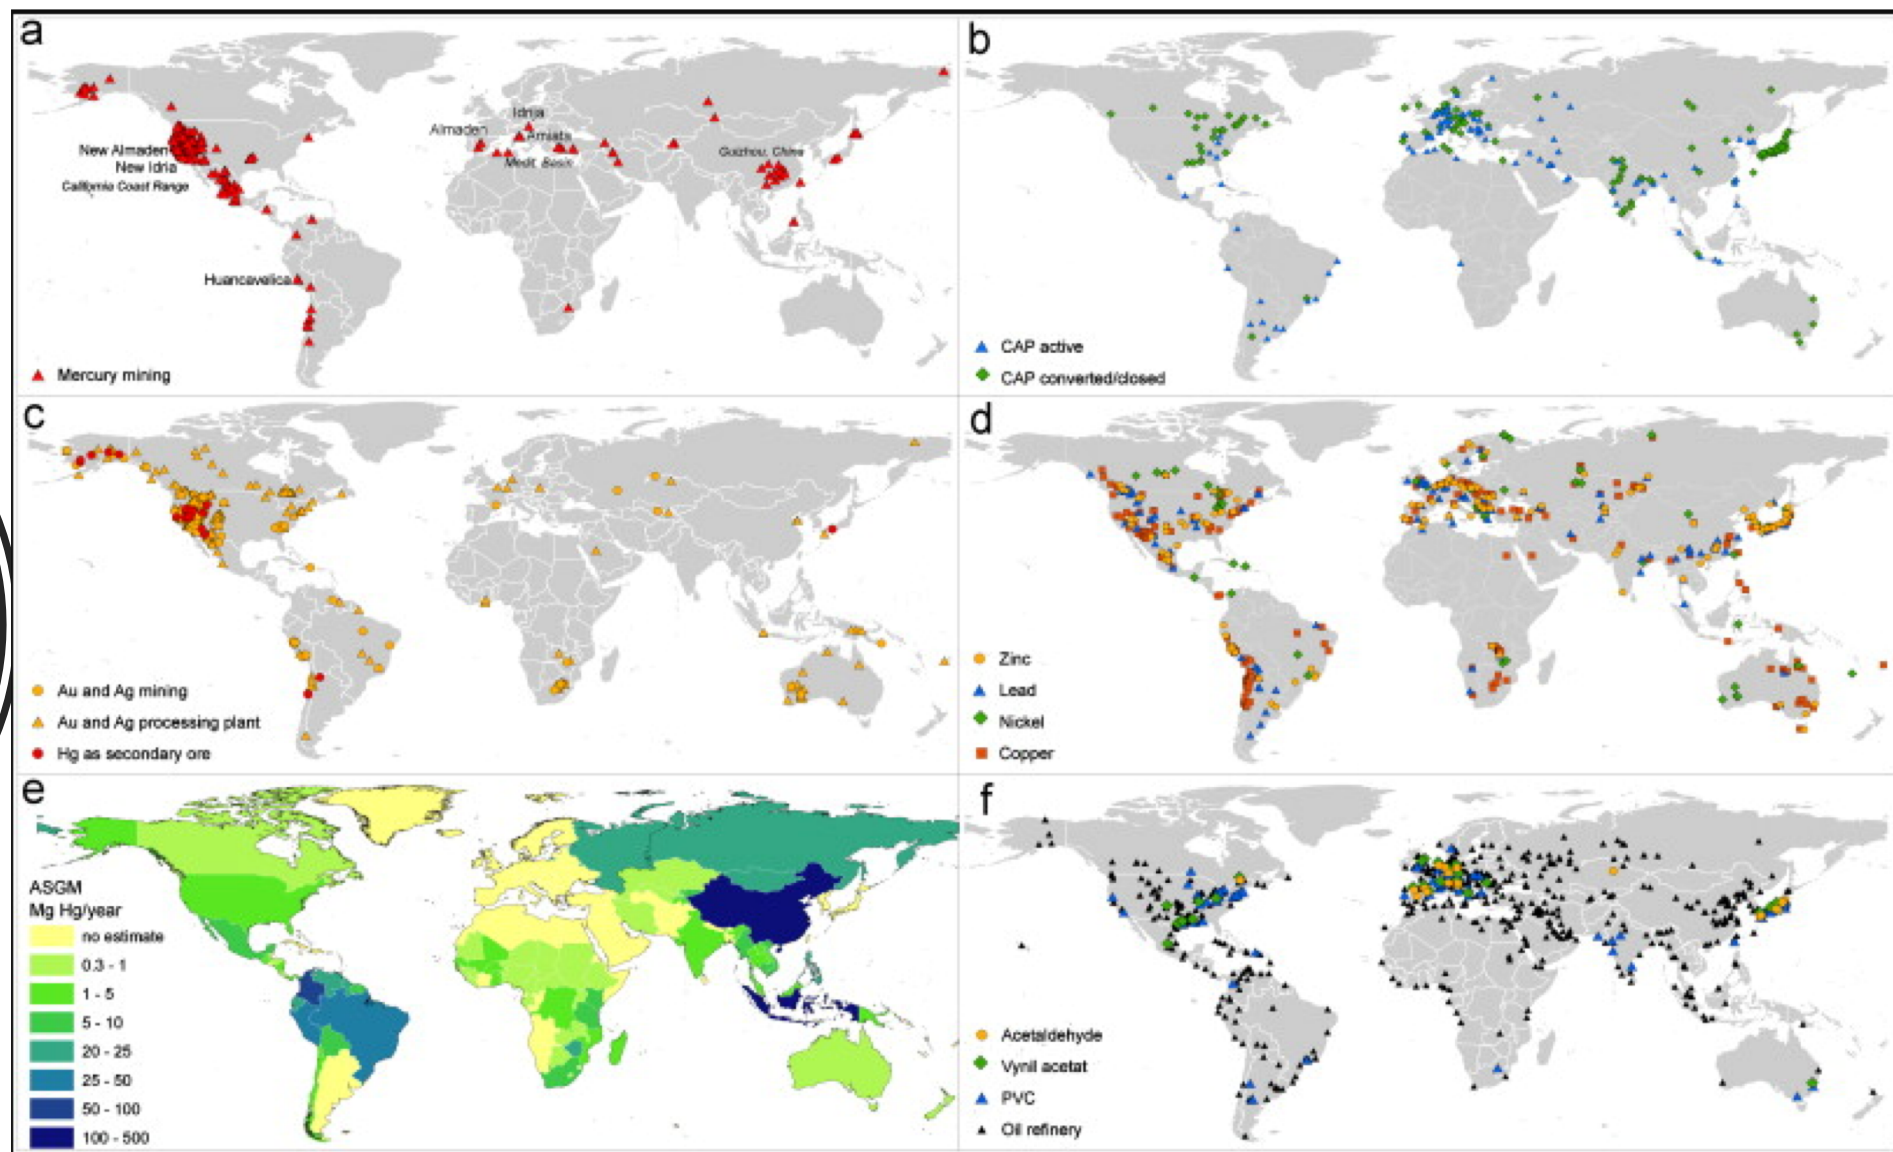 a
Idrija
Almaden
Amiata
New Almaden
Guizhou, China
Medit. Basin
New Idria
California Coast Range
Huancavelica
Mercury mining
b
CAP active
CAP converted/closed
c
Au and Ag mining
Au and Ag processing plant
Hg as secondary ore
d
Zinc
Lead
Nickel
Copper
e
ASGM
Mg Hg/year
no estimate
0.3 - 1
1 - 5
5 - 10
20 - 25
25 - 50
50 - 100
100 - 500
f
Acetaldehyde
Vynil acetat
PVC
Oil refinery